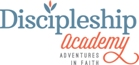 Discipleship
academy
ADVENTURES
IN FAITH